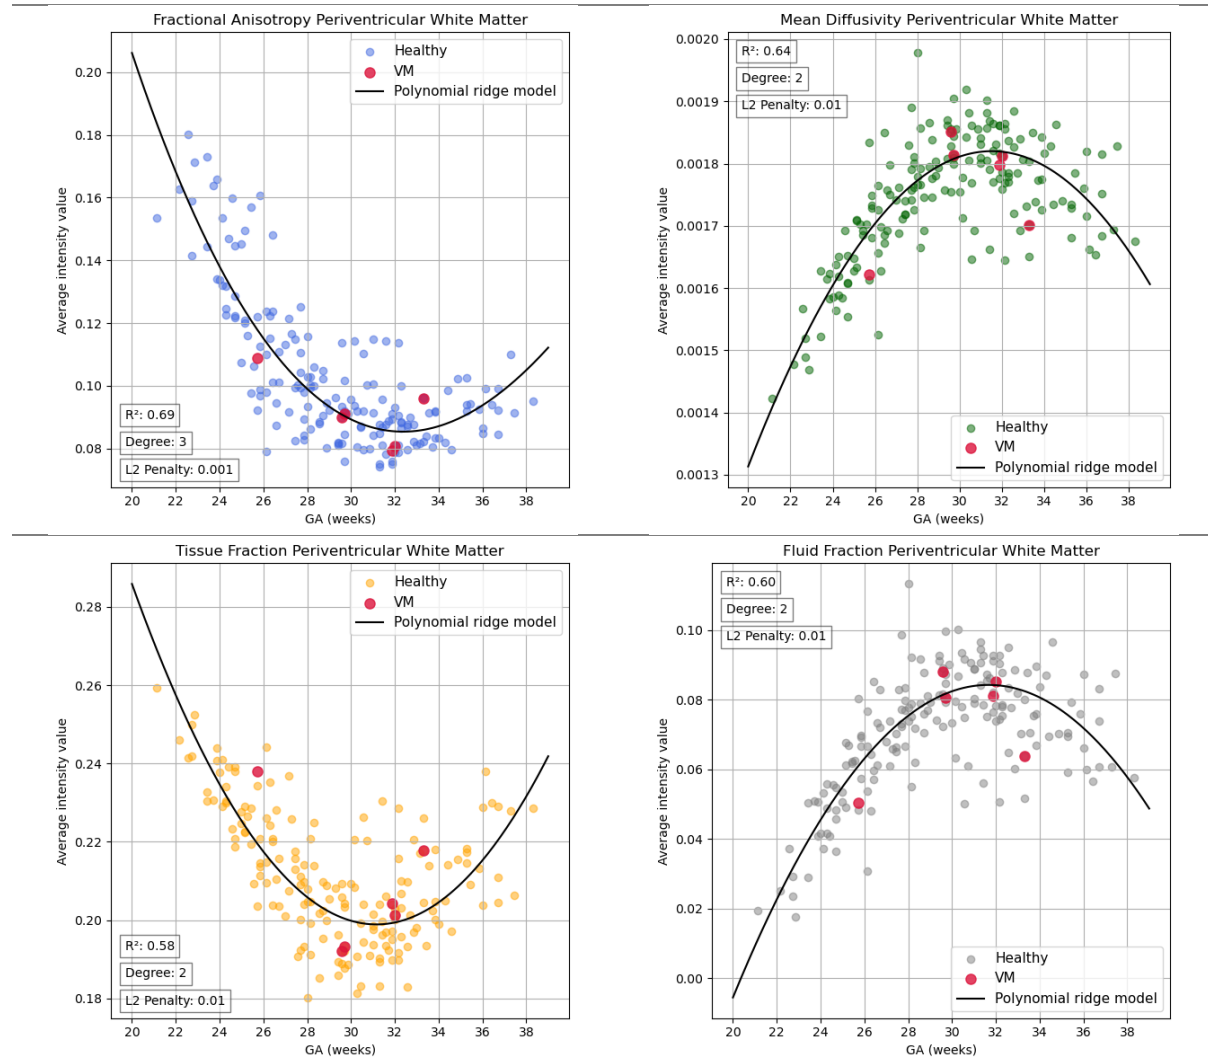 Fractional Anisotropy Periventricular White Matter
Healthy
VM
Polynomial ridge model
0.20
0.18
0.16
0.14
0.12
0.10
0.08
Average intensity value
R²: 0.69
Degree: 3
L2 Penalty: 0.001
20 22 24 26 28 30 32 34 36 38
GA (weeks)
Mean Diffusivity Periventricular White Matter
R²: 0.64
Degree: 2
L2 Penalty: 0.01
0.0020
0.0019
0.0018
0.0017
0.0016
0.0015
0.0014
0.0013
Average intensity value
Healthy
VM
Polynomial ridge model
20 22 24 26 28 30 32 34 36 38
GA (weeks)
Tissue Fraction Periventricular White Matter
Healthy
VM
Polynomial ridge model
0.28
0.26
0.24
0.22
0.20
0.18
Average intensity value
R²: 0.58
Degree: 2
L2 Penalty: 0.01
20 22 24 26 28 30 32 34 36 38
GA (weeks)
Fluid Fraction Periventricular White Matter
R²: 0.60
Degree: 2
L2 Penalty: 0.01
0.10
0.08
0.06
0.04
0.02
0.00
Average intensity value
Healthy
VM
Polynomial ridge model
20 22 24 26 28 30 32 34 36 38
GA (weeks)